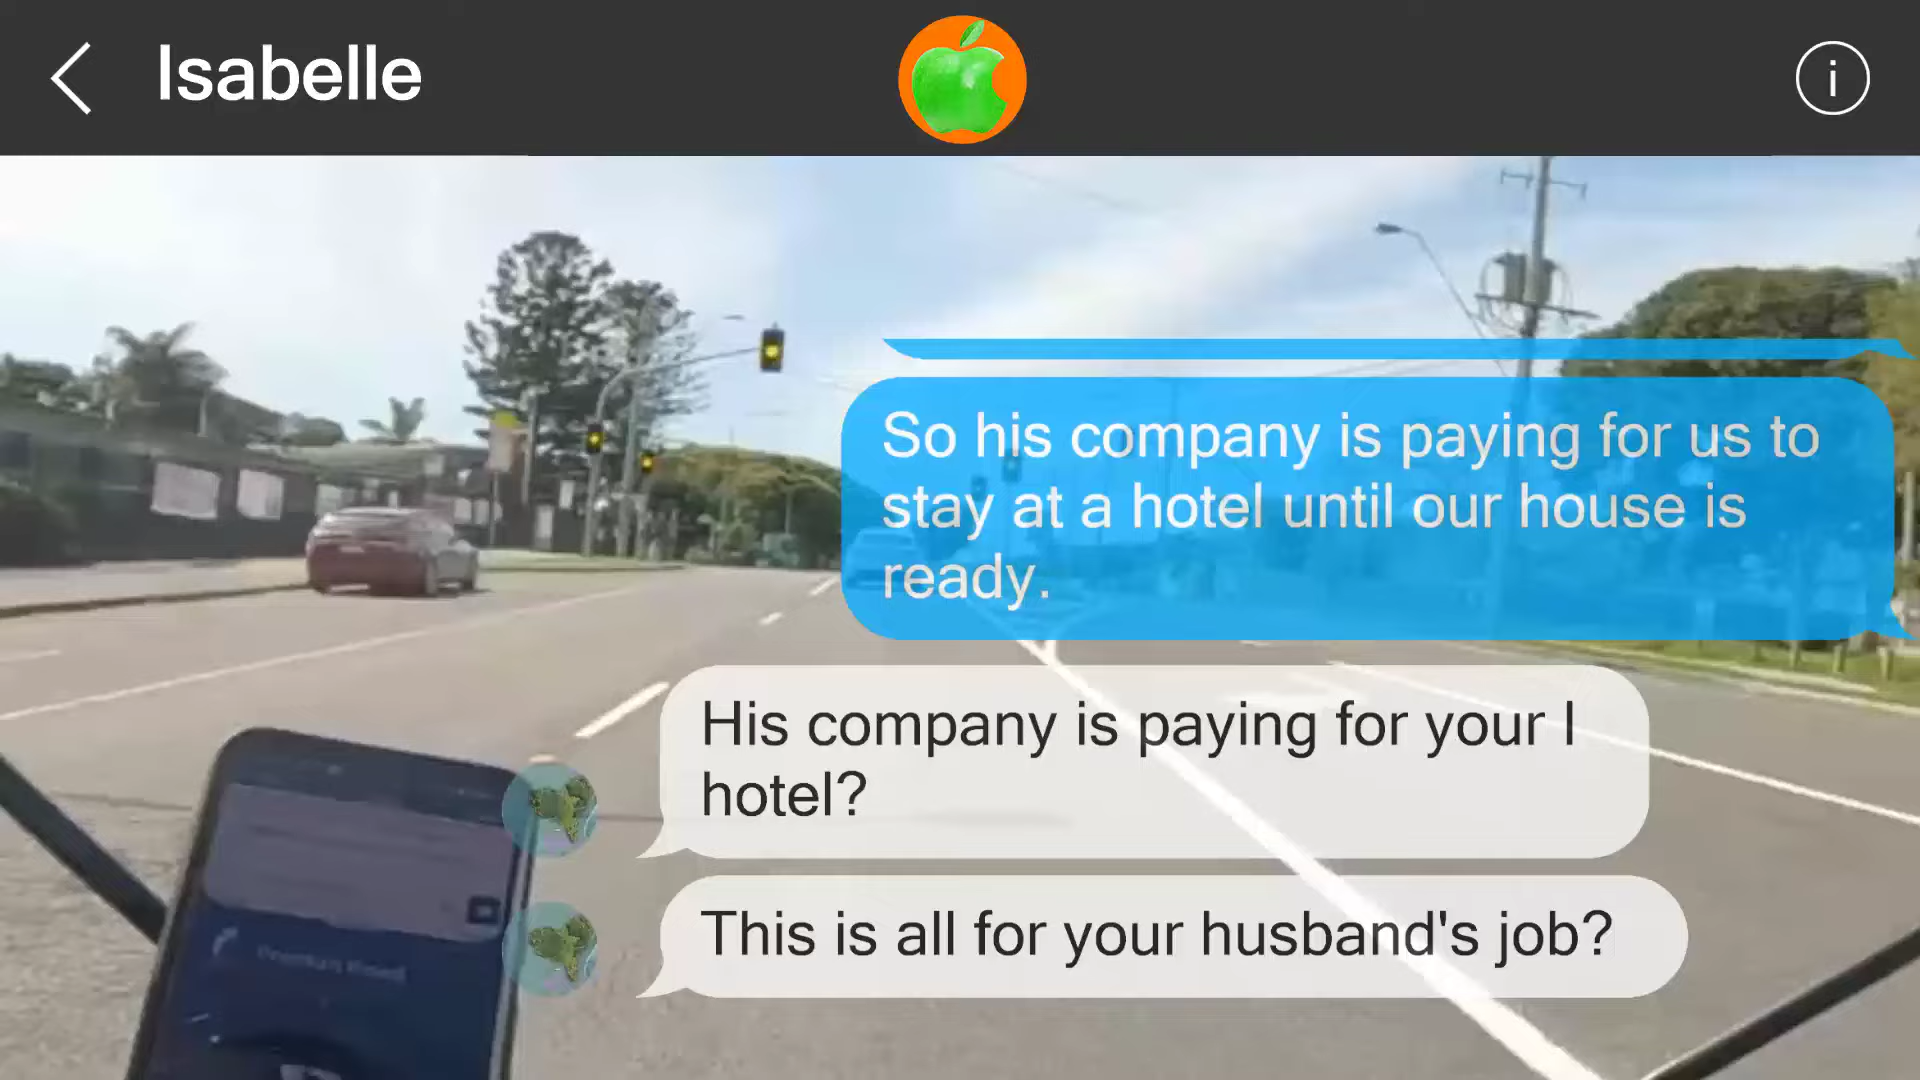 Isabelle
i
So his company is paying for us to
stay at a hotel until our house is
ready.
His company is paying for your I
hotel?
This is all for your husband's job?